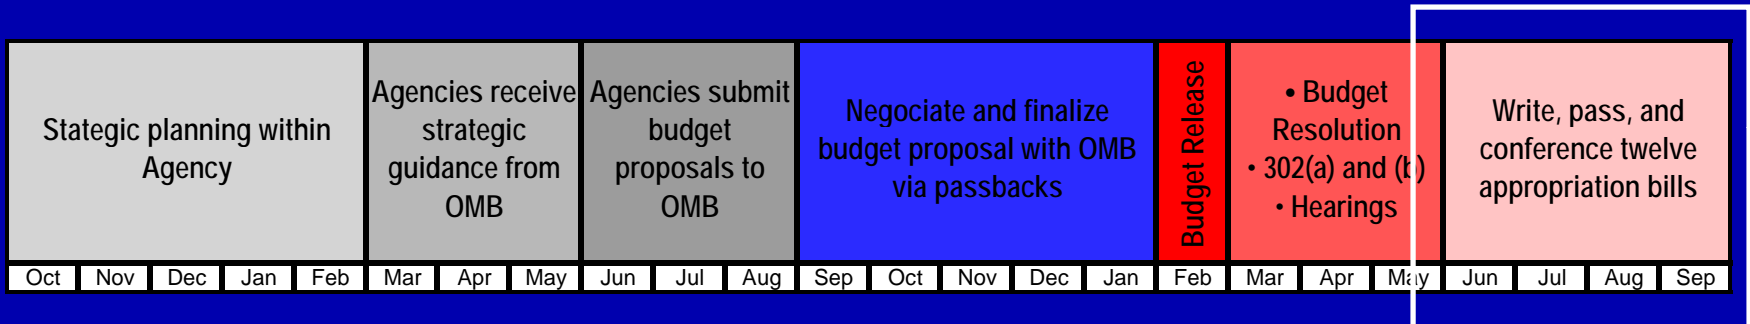 Stategic planning within
Agency
Agencies receive
strategic
guidance from
OMB
Agencies submit
budget
proposals to
OMB
Negociate and finalize
budget proposal with OMB
via passbacks
Budget Release
• Budget
Resolution
• 302(a) and (b)
• Hearings
Write, pass, and
conference twelve
appropriation bills
Oct Nov Dec Jan Feb Mar Apr May Jun Jul Aug Sep Oct Nov Dec Jan Feb Mar Apr May Jun Jul Aug Sep